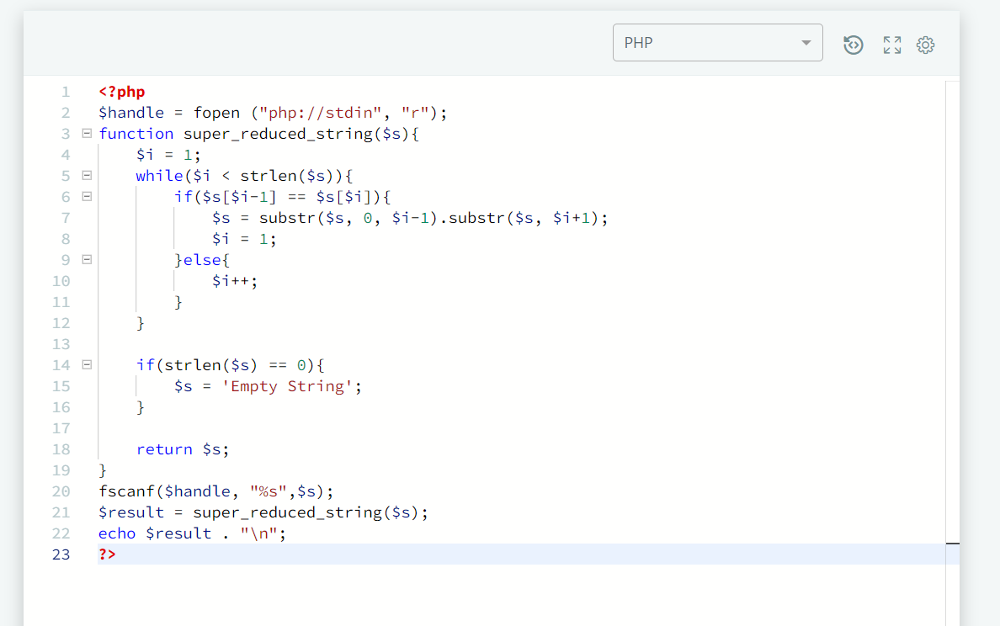 PHP
1 <?php
2 $handle = fopen ("php://stdin", "r");
3 function super_reduced_string($s){
4     $i = 1;
5     while($i < strlen($s)){
6         if($s[$i-1] == $s[$i]){
7             $s = substr($s, 0, $i-1).substr($s, $i+1);
8             $i = 1;
9         }else{
10             $i++;
11         }
12     }
13
14     if(strlen($s) == 0){
15         $s = 'Empty String';
16     }
17
18     return $s;
19 }
20 fscanf($handle, "%s",$s);
21 $result = super_reduced_string($s);
22 echo $result . "\n";
23 ?>